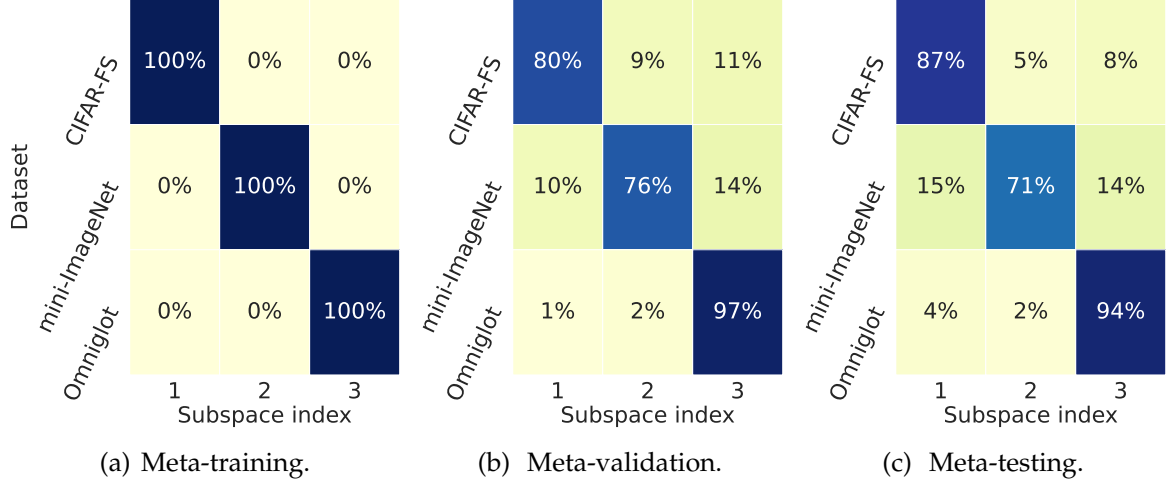 Dataset
CIFAR-FS
100% 0% 0%
mini-ImageNet
0% 100% 0%
Omniglot
0% 0% 100%
1 2 3
Subspace index
(a) Meta-training.
CIFAR-FS
80% 9% 11%
mini-ImageNet
10% 76% 14%
Omniglot
1% 2% 97%
1 2 3
Subspace index
(b) Meta-validation.
CIFAR-FS
87% 5% 8%
mini-ImageNet
15% 71% 14%
Omniglot
4% 2% 94%
1 2 3
Subspace index
(c) Meta-testing.